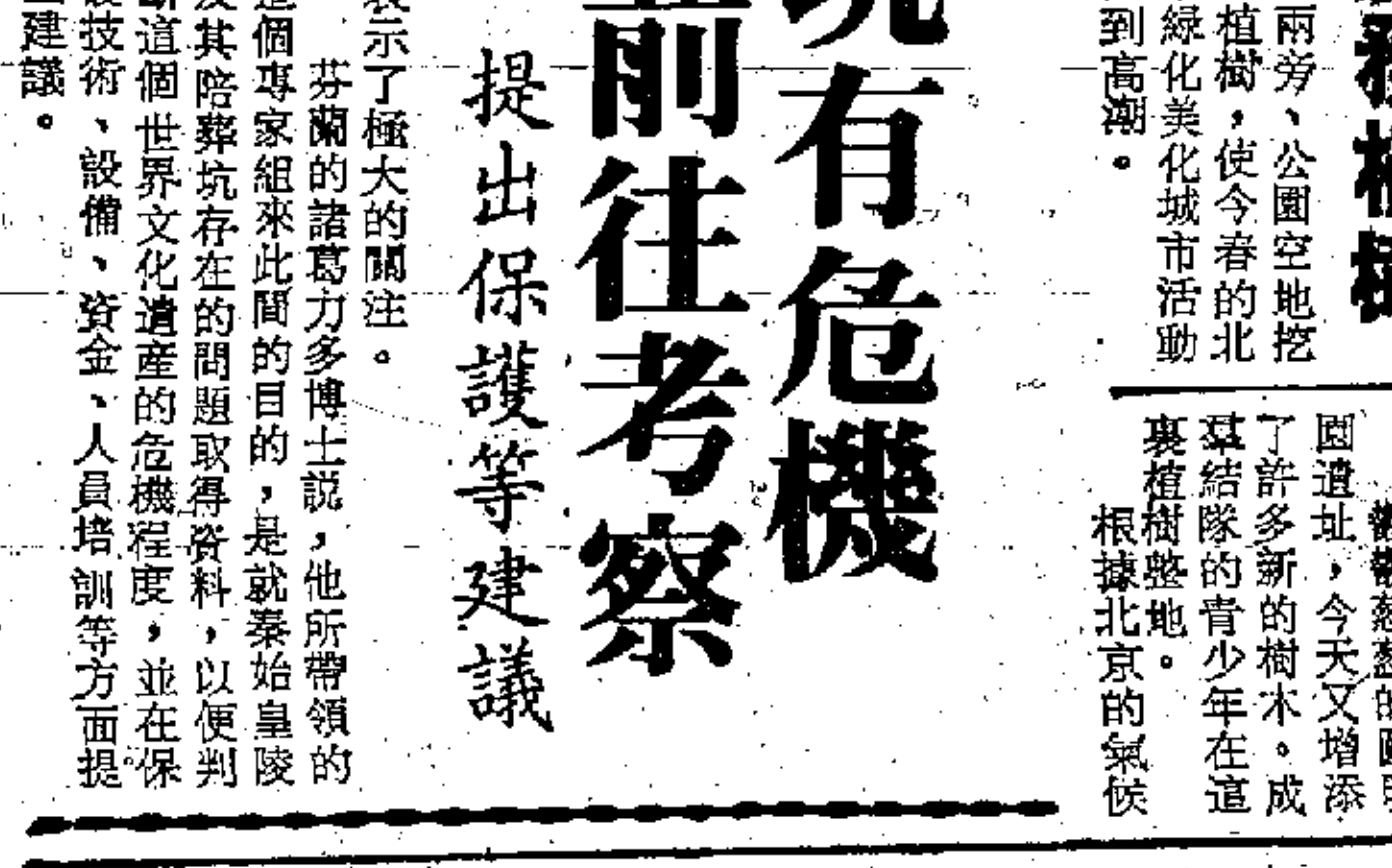 兩旁、公園空地挖
植樹，使今春的北
綠化美化城市活動
到高潮。
園遺址，今天又增添
了許多新的樹木。成
羣結隊的青少年在這
裏植樹整地。
根據北京的氣候
有危機
前往考察
提出保護等建議
表示了極大的關注。
芬蘭的諸葛力多博士說，他所帶領的
這個專家組來此間的目的，是就秦始皇陵
及其陪葬坑存在的問題取得資料，以便判
斷這個世界文化遺產的危機程度，並在保
技術、設備、資金、人員培訓等方面提
建議。